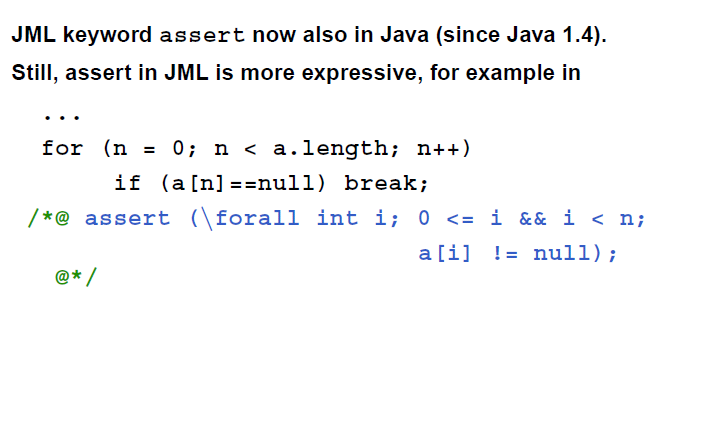 JML keyword assert now also in Java (since Java 1.4).
Still, assert in JML is more expressive, for example in
...
for (n = 0; n < a.length; n++)
if (a[n]==null) break;
/*@ assert (\forall int i; 0 <= i && i < n;
a[i] != null);
@*/